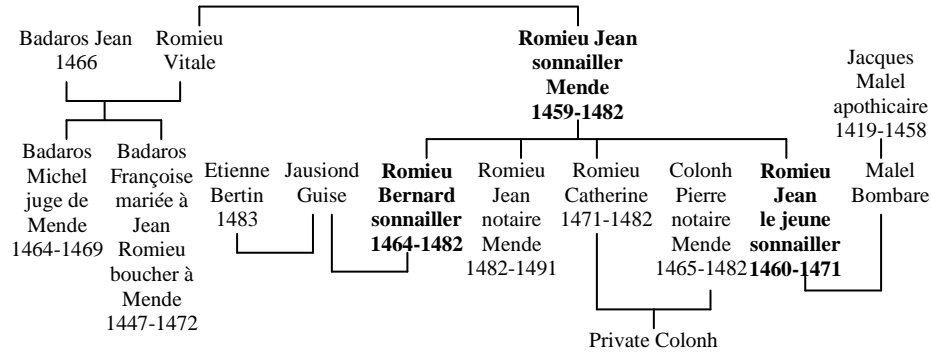 Badaros Jean
1466
Romieu
Vitale
Romieu Jean
sonnailler
Mende
1459-1482
Jacques
Malel
apothicaire
1419-1458
Badaros
Michel
juge de
Mende
1464-1469
Badaros
Françoise
mariée à
Jean
Romieu
boucher à
Mende
1447-1472
Etienne
Bertin
1483
Jausiond
Guise
Romieu
Bernard
sonnailler
1464-1482
Romieu
Jean
notaire
Mende
1482-1491
Romieu
Catherine
1471-1482
Colonh
Pierre
notaire
Mende
1465-1482
Romieu
Jean
le jeune
sonnailler
1460-1471
Malel
Bombare
Private Colonh